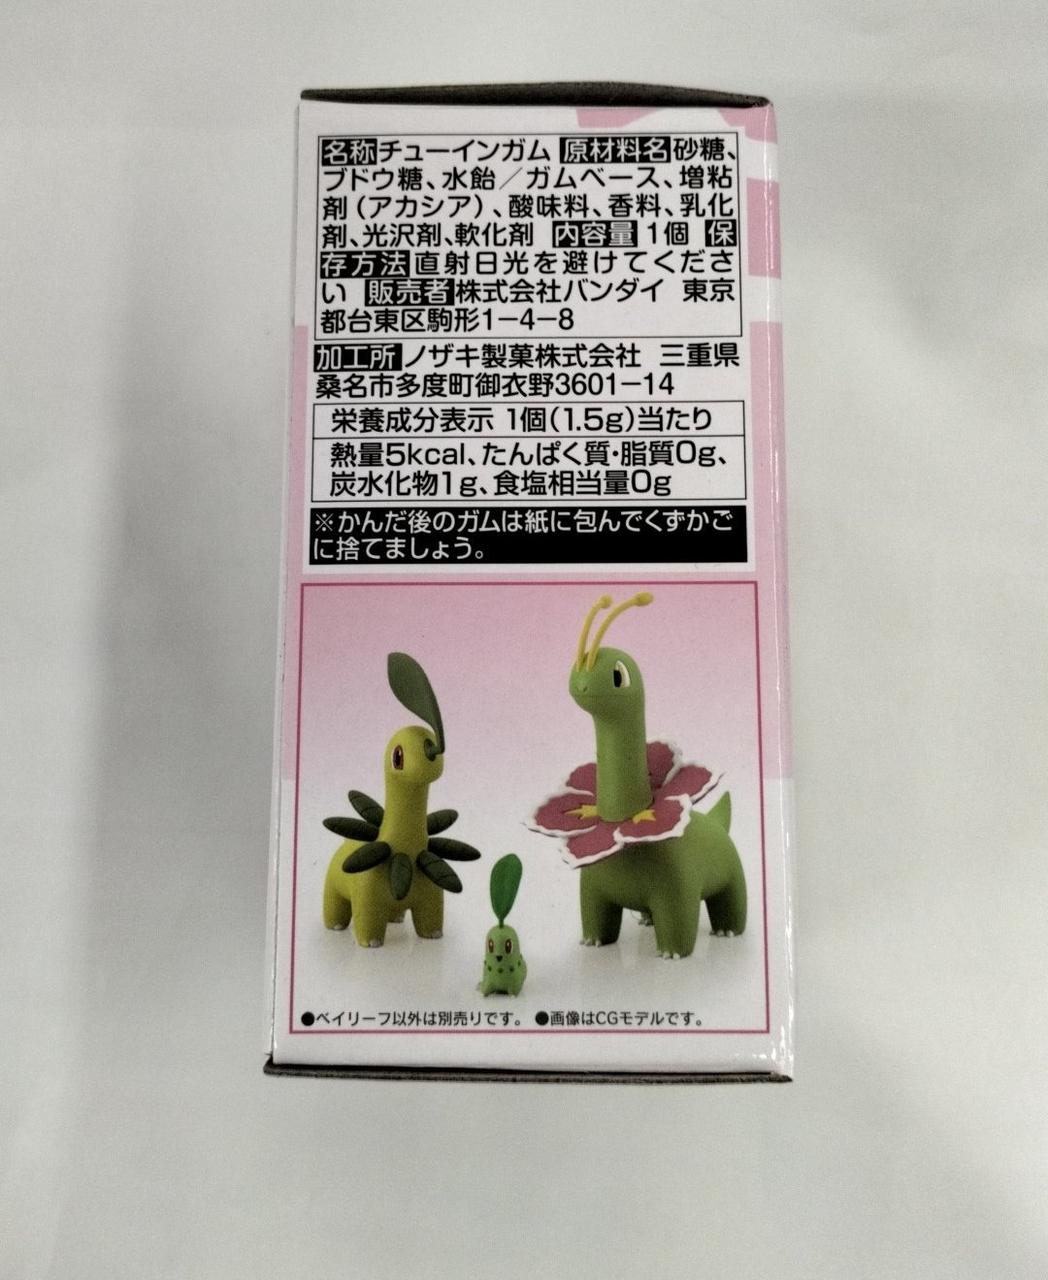 名称チューインガム 原材料名砂糖、
ブドウ糖、水飴／ガムベース、増粘
剤（アカシア）、酸味料、香料、乳化
剤、光沢剤、軟化剤 内容量 1個 保
存方法 直射日光を避けてくださ
い 販売者 株式会社バンダイ 東京
都台東区駒形1－4－8
加工所 ノザキ製菓株式会社 三重県
桑名市多度町御衣野3601－14
栄養成分表示 1個（1.5g）当たり
熱量5kcal、たんぱく質・脂質0g、
炭水化物1g、食塩相当量0g
※かんだ後のガムは紙に包んでくずかご
に捨てましょう。
●ベイリーフ以外は別売りです。 ●画像はCGモデルです。